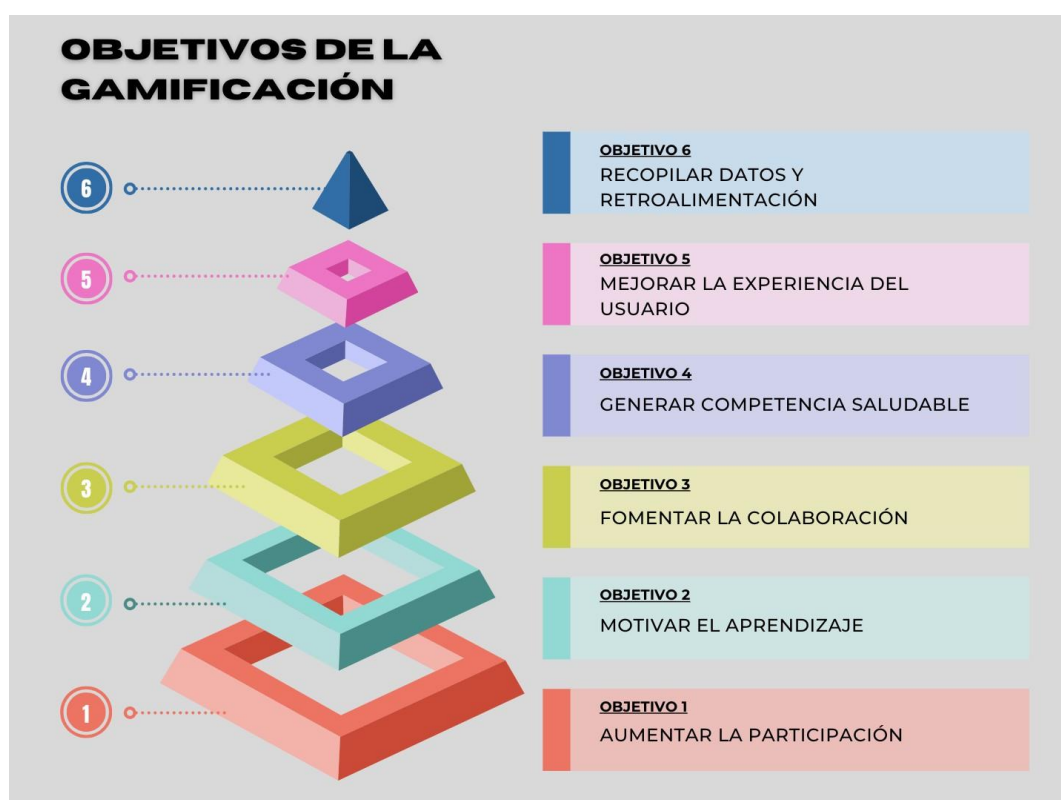 OBJETIVOS DE LA
GAMIFICACIÓN
6
OBJETIVO 6
RECOPILAR DATOS Y
RETROALIMENTACIÓN
5
OBJETIVO 5
MEJORAR LA EXPERIENCIA DEL
USUARIO
4
OBJETIVO 4
GENERAR COMPETENCIA SALUDABLE
3
OBJETIVO 3
FOMENTAR LA COLABORACIÓN
2
OBJETIVO 2
MOTIVAR EL APRENDIZAJE
1
OBJETIVO 1
AUMENTAR LA PARTICIPACIÓN